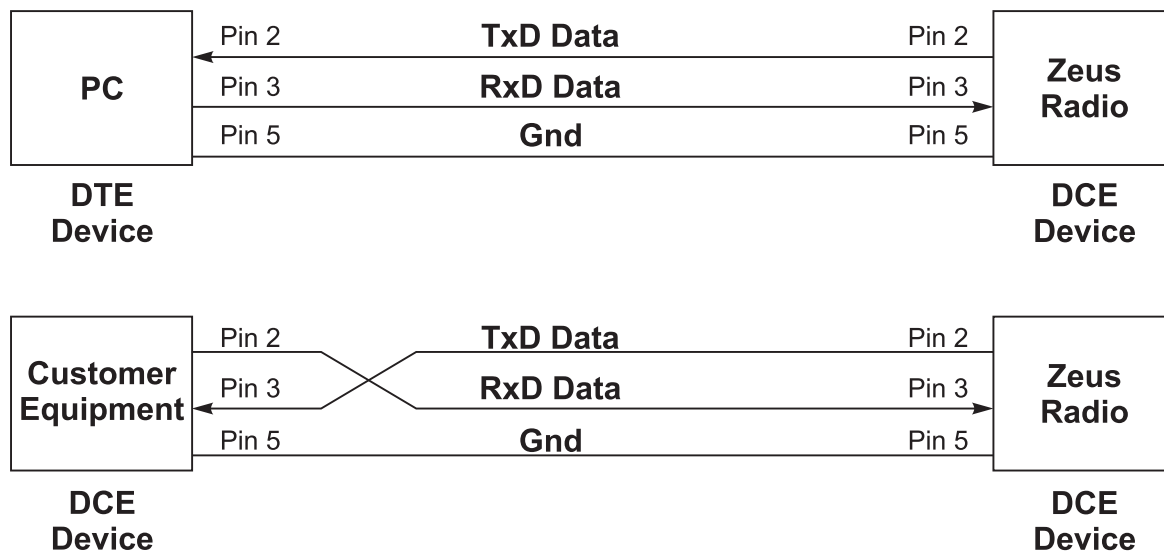 Pin 2 TxD Data Pin 2
PC
Pin 3 RxD Data Pin 3
Zeus
Radio
Pin 5 Gnd Pin 5
DTE
Device
DCE
Device
Pin 2 TxD Data Pin 2
Customer
Equipment
Pin 3 RxD Data Pin 3
Zeus
Radio
Pin 5 Gnd Pin 5
DCE
Device
DCE
Device